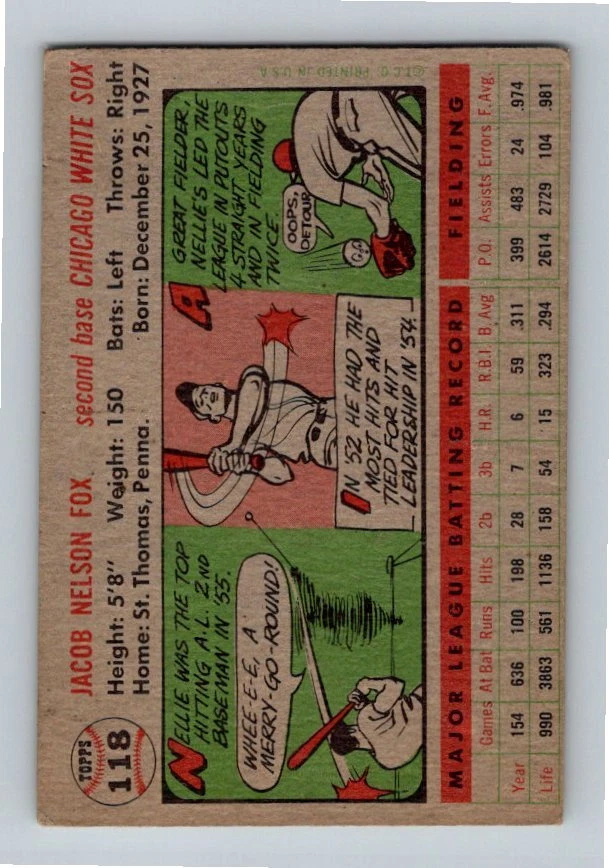 TOPPS
118
JACOB NELSON FOX second base CHICAGO WHITE SOX
Height: 5'8" Weight: 150 Bats: Left Throws: Right
Home: St. Thomas, Penna. Born: December 25, 1927
NELLIE WAS THE TOP
HITTING A.L. 2ND
BASEMAN IN '55.
WHEE-E-E, A
MERRY-GO-ROUND!
IN '52 HE HAD THE
MOST HITS AND
TIED FOR HIT
LEADERSHIP IN '54.
A
GREAT FIELDER,
NELLIE'S LED THE
LEAGUE IN PUTOUTS
4 STRAIGHT YEARS
AND IN FIELDING
TWICE.
OOPS,
DETOUR!
MAJOR LEAGUE BATTING RECORD FIELDING
Games At Bat Runs Hits 2b 3b H.R. R.B.I. B. Avg P.O. Assists Errors F. Avg.
Year 154 636 100 198 28 7 6 59 .311 399 483 24 .974
Life 990 3863 561 1136 158 54 15 323 .294 2614 2729 104 .981
©T.C.G. PRINTED IN U.S.A.